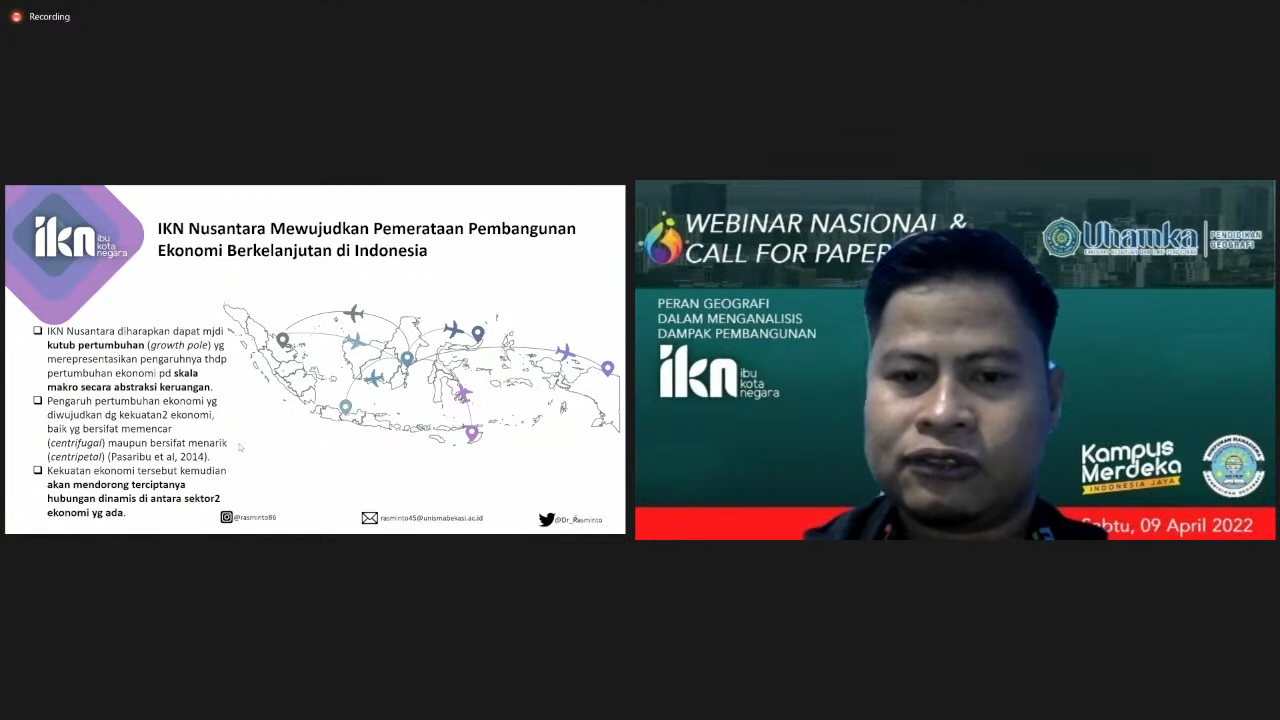 Recording
ikn ibu
kota
negara
IKN Nusantara Mewujudkan Pemerataan Pembangunan
Ekonomi Berkelanjutan di Indonesia
IKN Nusantara diharapkan dapat mjdi
kutub pertumbuhan (growth pole) yg
merepresentasikan pengaruhnya thdp
pertumbuhan ekonomi pd skala
makro secara abstraksi keruangan.
Pengaruh pertumbuhan ekonomi yg
diwujudkan dg kekuatan2 ekonomi,
baik yg bersifat memencar
(centrifugal) maupun bersifat menarik
(centripetal) (Pasaribu et al, 2014).
Kekuatan ekonomi tersebut kemudian
akan mendorong terciptanya
hubungan dinamis di antara sektor2
ekonomi yg ada.
@rasminto86
rasminto45@unismabekasi.ac.id
@Dr_Rasminto
WEBINAR NASIONAL &
CALL FOR PAPER
Uhamka
PENDIDIKAN
GEOGRAFI
PERAN GEOGRAFI
DALAM MENGANALISIS
DAMPAK PEMBANGUNAN
ikn ibu
kota
negara
Kampus
Merdeka
INDONESIA JAYA
Sabtu, 09 April 2022